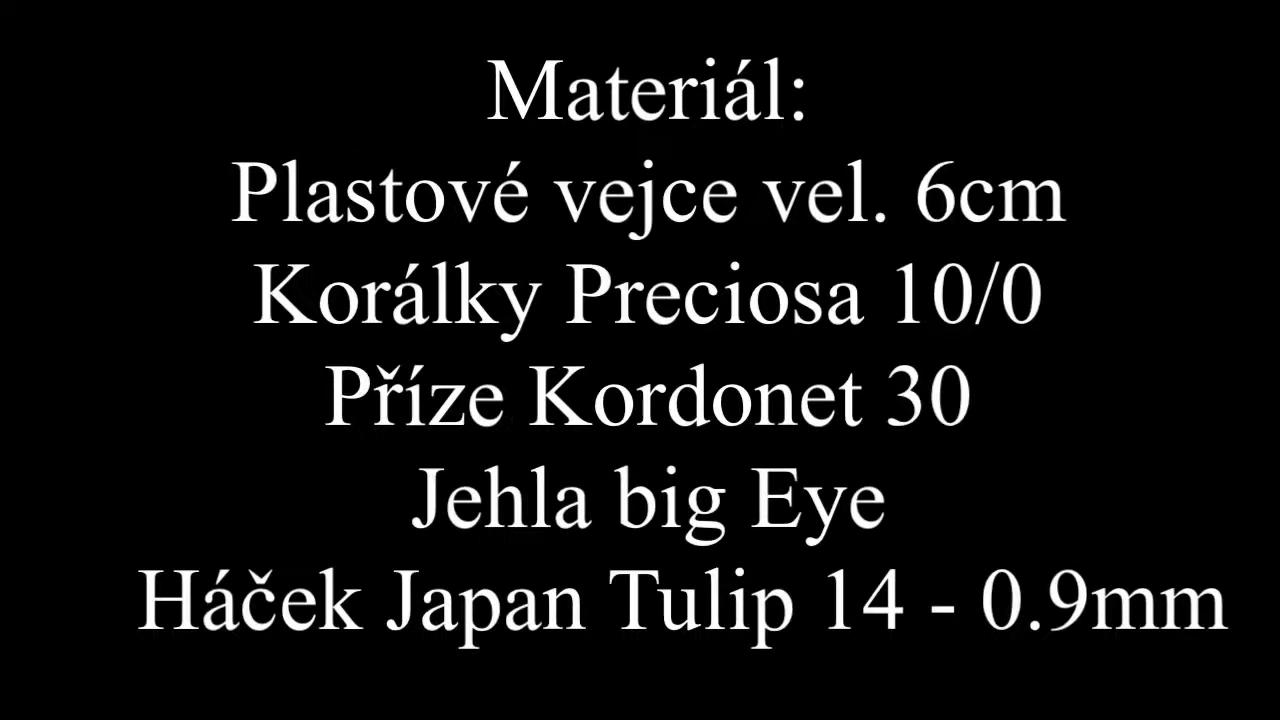 Materiál:
Plastové vejce vel. 6cm
Korálky Preciosa 10/0
Příze Kordonet 30
Jehla big Eye
Háček Japan Tulip 14 - 0.9mm